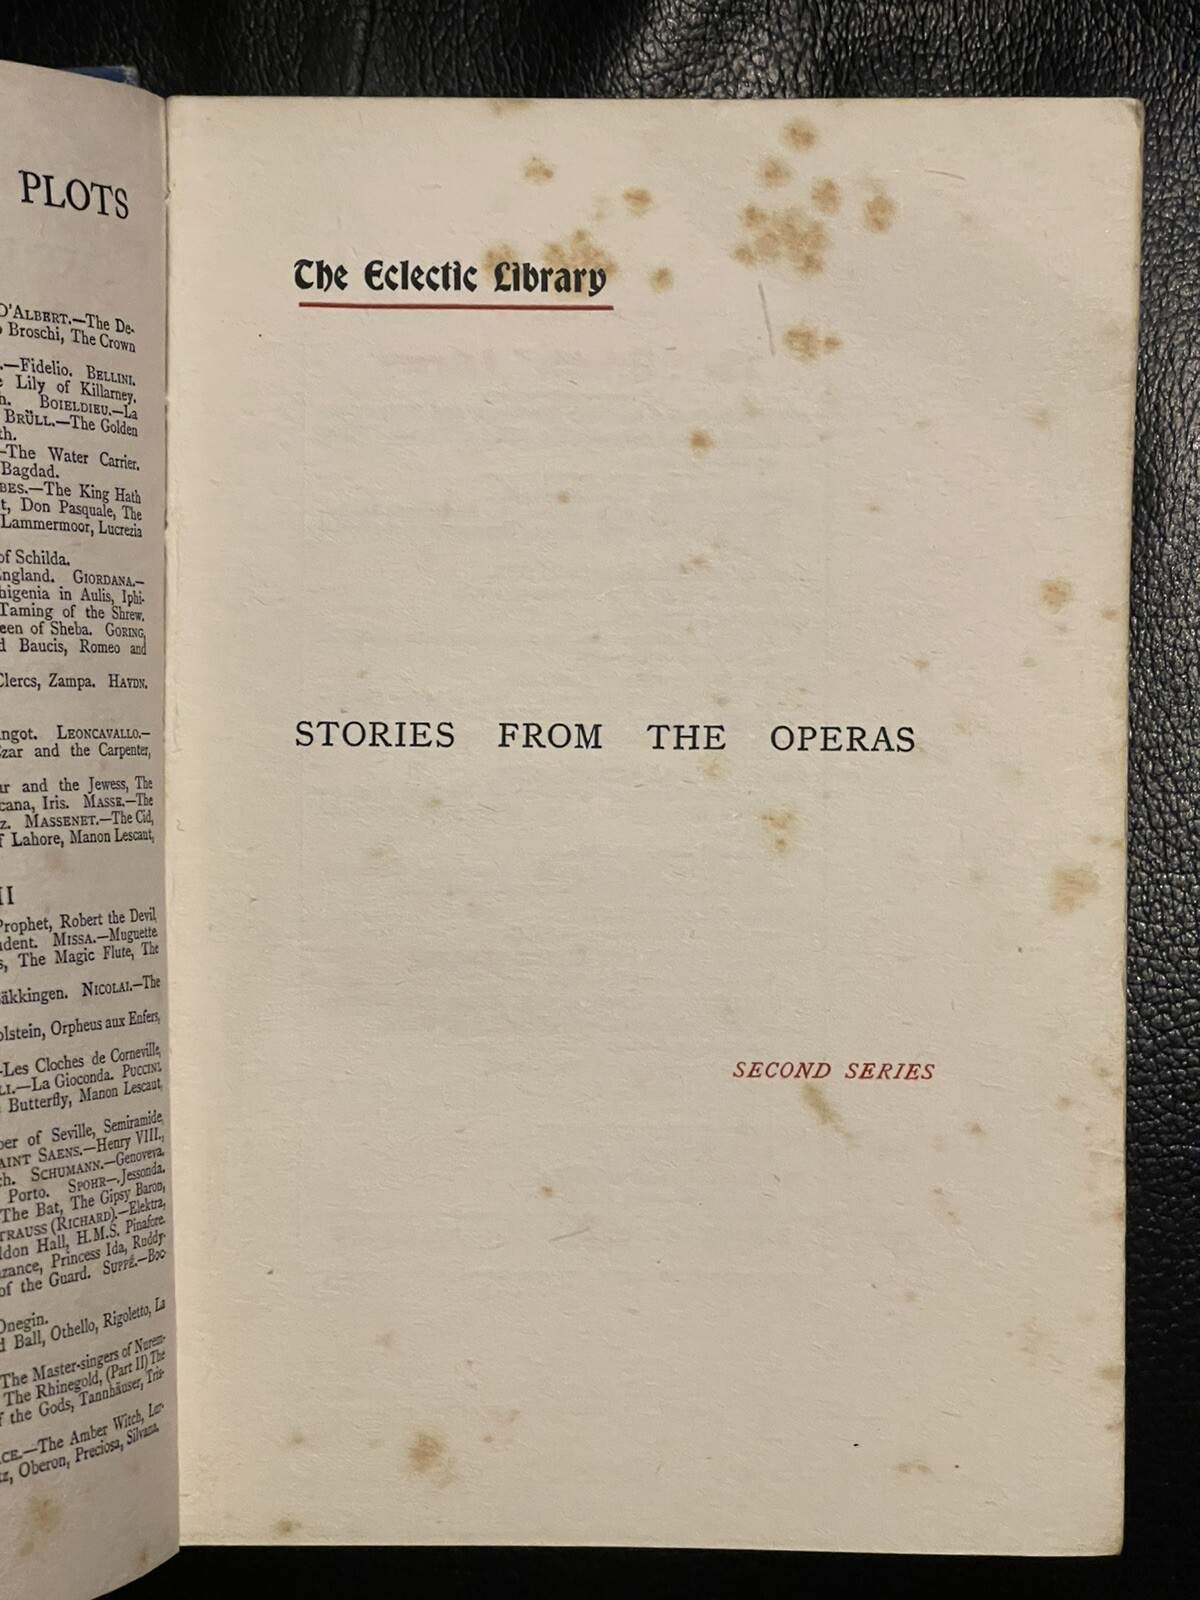 PLOTS
D'ALBERT.—The De-
Broschi, The Crown
.—Fidelio. BELLINI.
Lily of Killarney.
h. BOIELDIEU.—La
BRÜLL.—The Golden
th.
—The Water Carrier.
Bagdad.
BES.—The King Hath
t, Don Pasquale, The
Lammermoor, Lucrezia
of Schilda.
England. GIORDANA.—
higenia in Aulis, Iphi-
Taming of the Shrew.
een of Sheba. GORING,
d Baucis, Romeo and
Clercs, Zampa. HAYDN.
ngot. LEONCAVALLO.—
Czar and the Carpenter,
ar and the Jewess, The
cana, Iris. MASSE.—The
z. MASSENET.—The Cid,
f Lahore, Manon Lescaut,
II
Prophet, Robert the Devil,
udent. MISSA.—Muguette.
s, The Magic Flute, The
äkkingen. NICOLAI.—The
olstein, Orpheus aux Enfers,
—Les Cloches de Corneville,
LI.—La Gioconda. PUCCINI.
Butterfly, Manon Lescaut,
ber of Seville, Semiramide,
AINT SAENS.—Henry VIII.,
ch. SCHUMANN.—Genoveva.
Porto. SPOHR—.Jessonda.
The Bat, The Gipsy Baron,
TRAUSS (RICHARD).—Elektra,
ldon Hall, H.M.S. Pinafore.
zance, Princess Ida, Ruddy-
of the Guard. SUPPÉ.—Boc-
Onegin.
d Ball, Othello, Rigoletto, La
The Master-singers of Nurem-
The Rhinegold, (Part II) The
f the Gods, Tannhäuser, Tris-
CE.—The Amber Witch, Lur-
tz, Oberon, Preciosa, Silvana.
The Eclectic Library
STORIES FROM THE OPERAS
SECOND SERIES